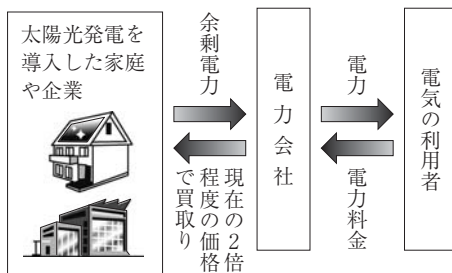 太陽光発電を
導入した家庭
や企業
余剰電力
現在の2倍
程度の価格
で買取り
電力会社
電力
電力料金
電気の利用者